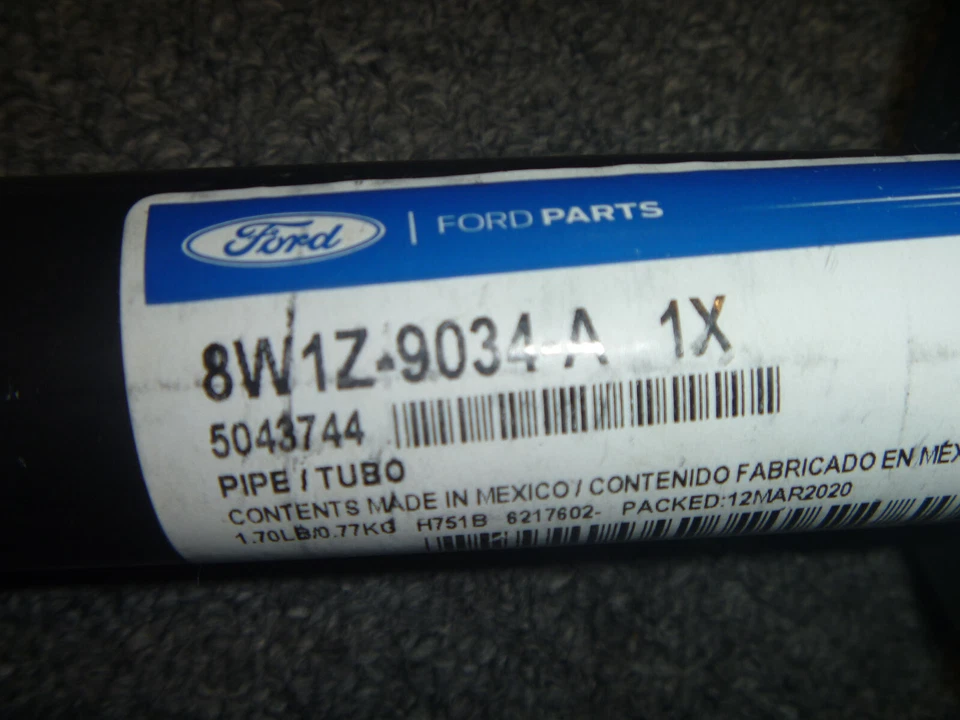 Ford | FORD PARTS
8W1Z-9034-A 1X
5043744
PIPE / TUBO
CONTENTS MADE IN MEXICO / CONTENIDO FABRICADO EN MÉX
1.70LB/0.77KG H751B 6217602- PACKED:12MAR2020